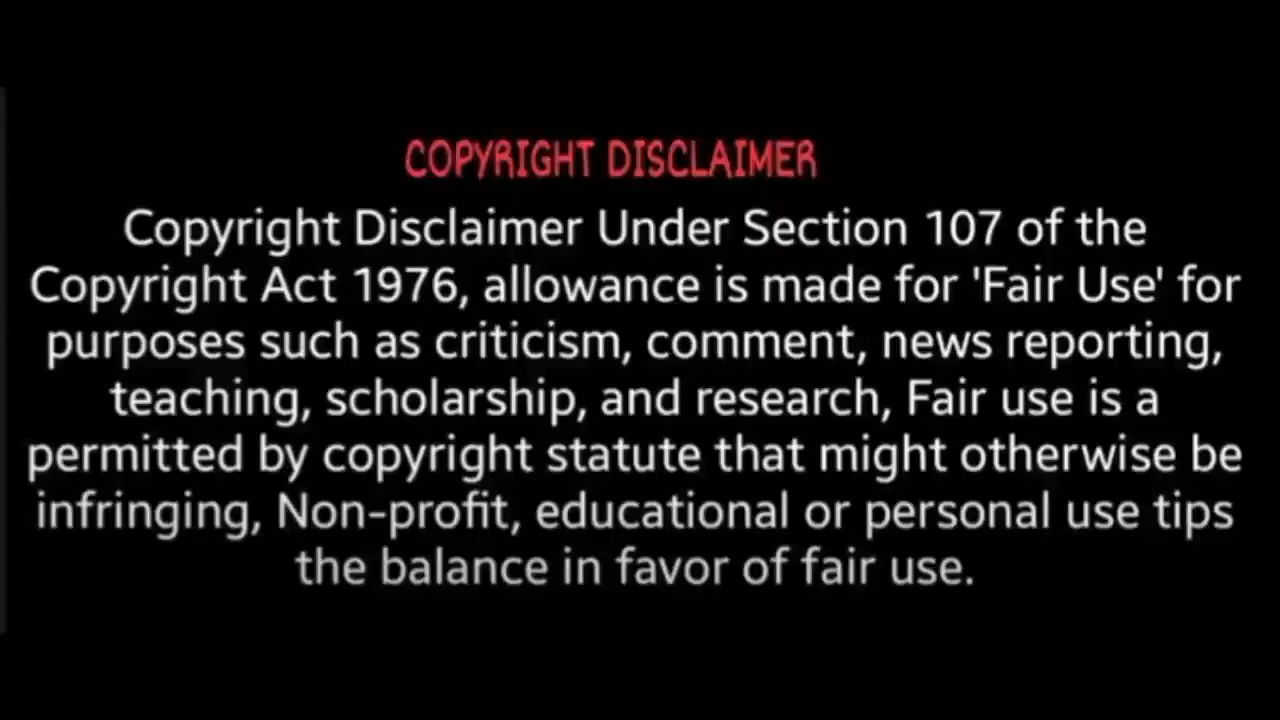 COPYRIGHT DISCLAIMER
Copyright Disclaimer Under Section 107 of the
Copyright Act 1976, allowance is made for 'Fair Use' for
purposes such as criticism, comment, news reporting,
teaching, scholarship, and research, Fair use is a
permitted by copyright statute that might otherwise be
infringing, Non-profit, educational or personal use tips
the balance in favor of fair use.